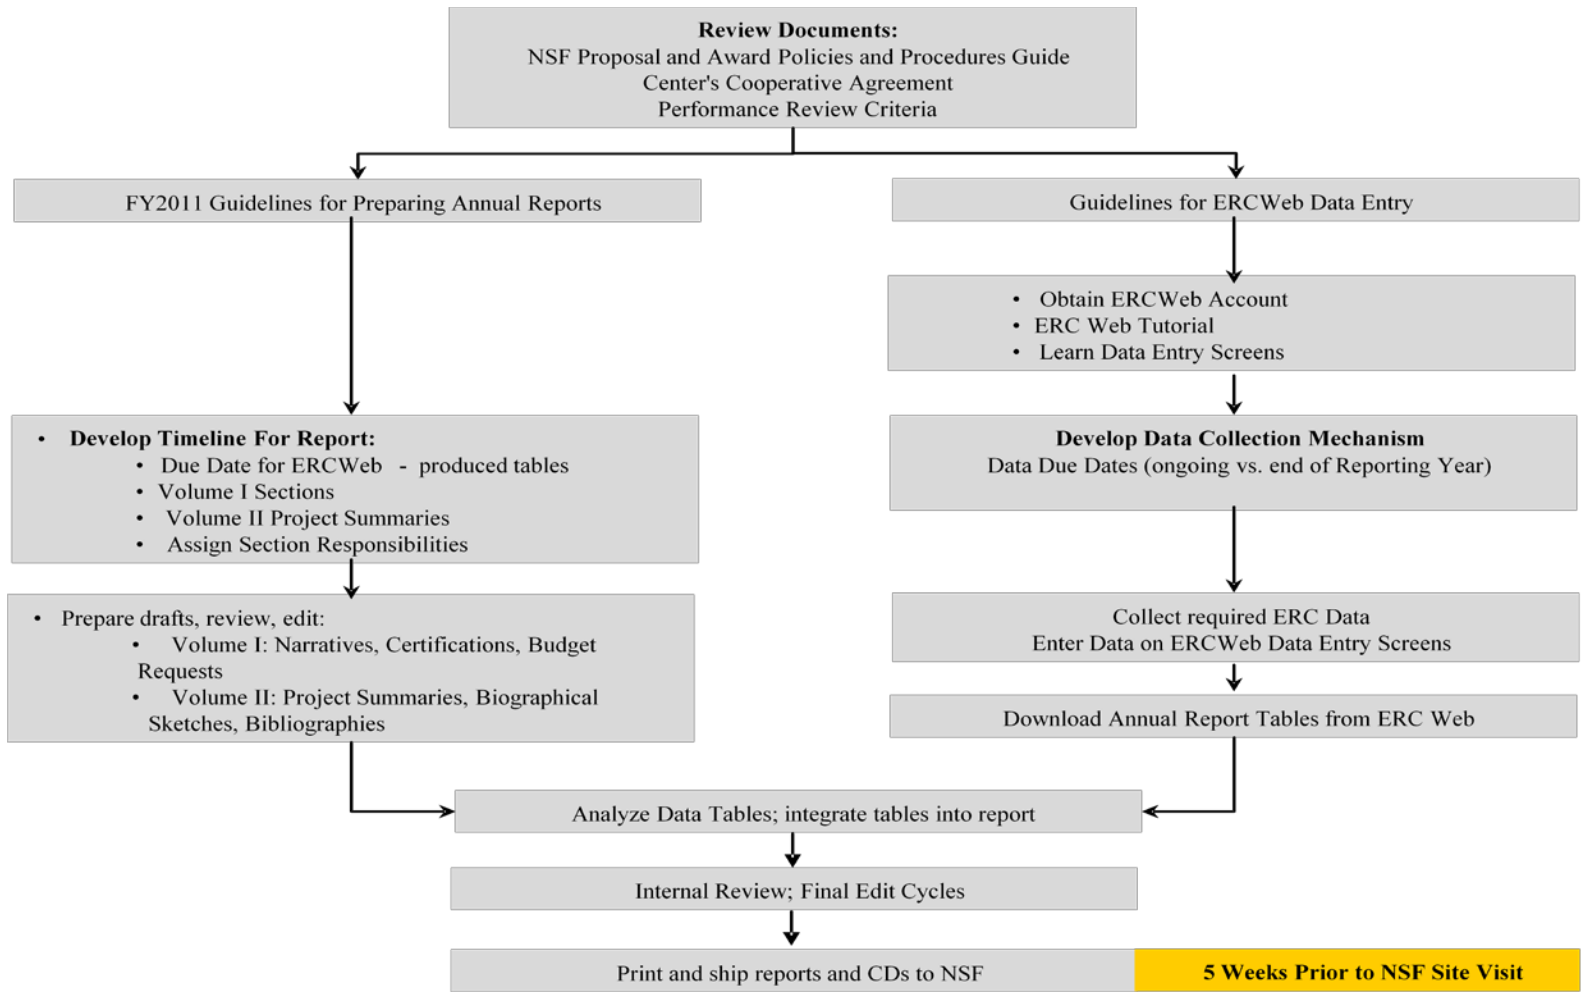 Review Documents:
NSF Proposal and Award Policies and Procedures Guide
Center's Cooperative Agreement
Performance Review Criteria
FY2011 Guidelines for Preparing Annual Reports
Guidelines for ERCWeb Data Entry
• Obtain ERCWeb Account
• ERC Web Tutorial
• Learn Data Entry Screens
• Develop Timeline For Report:
• Due Date for ERCWeb - produced tables
• Volume I Sections
• Volume II Project Summaries
• Assign Section Responsibilities
Develop Data Collection Mechanism
Data Due Dates (ongoing vs. end of Reporting Year)
• Prepare drafts, review, edit:
• Volume I: Narratives, Certifications, Budget
Requests
• Volume II: Project Summaries, Biographical
Sketches, Bibliographies
Collect required ERC Data
Enter Data on ERCWeb Data Entry Screens
Download Annual Report Tables from ERC Web
Analyze Data Tables; integrate tables into report
Internal Review; Final Edit Cycles
Print and ship reports and CDs to NSF
5 Weeks Prior to NSF Site Visit